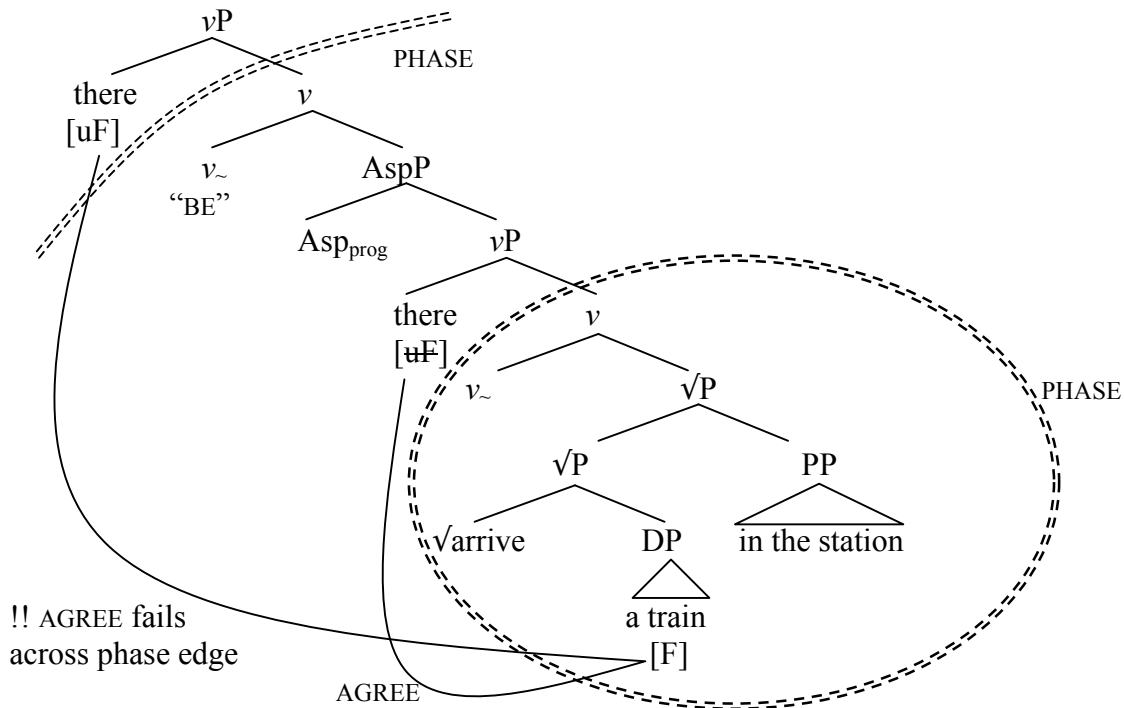 vP
PHASE
there
v
[uF]
v~
AspP
“BE”
Aspprog
vP
there
v
[uF]
v~
√P
PHASE
√P
PP
√arrive
DP
in the station
a train
!! AGREE fails
[F]
across phase edge
AGREE